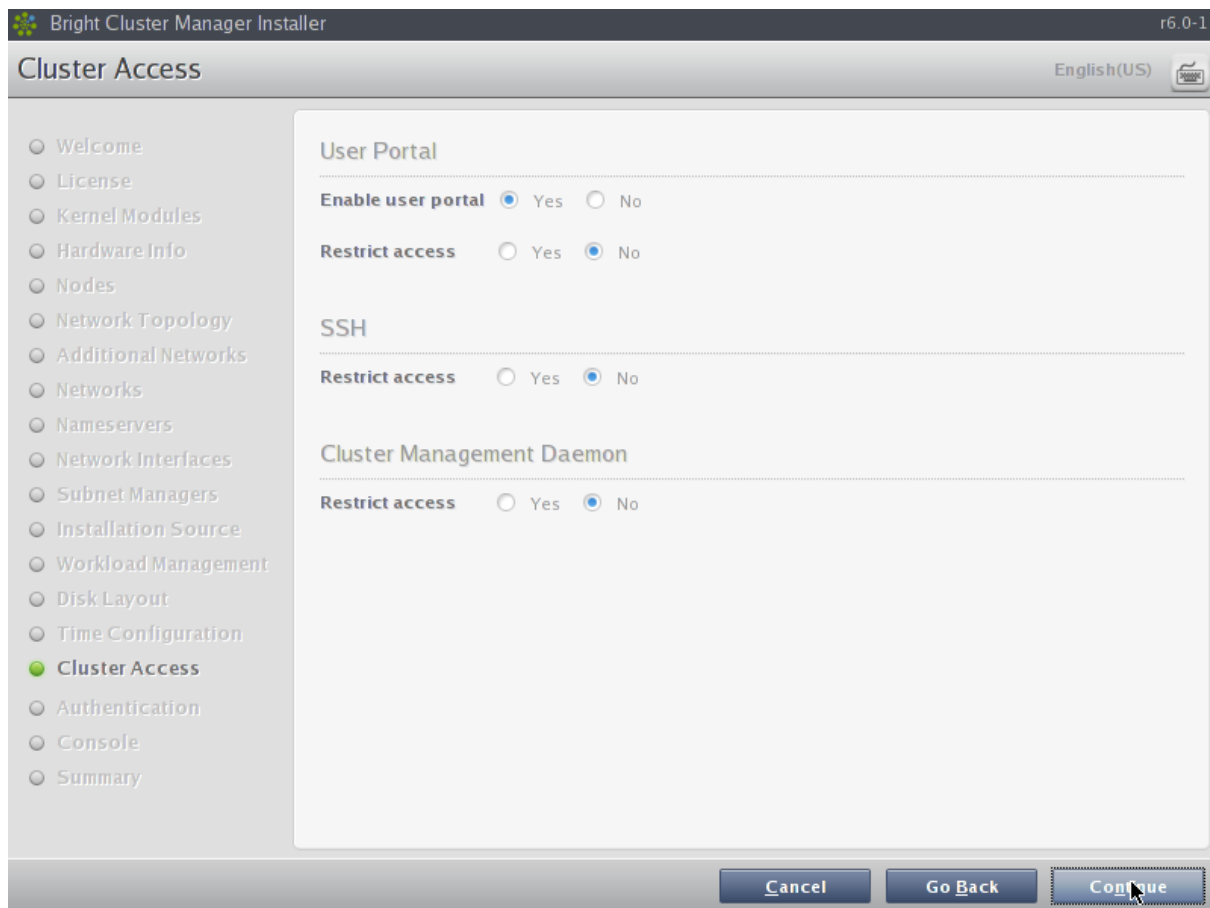 Bright Cluster Manager Installer r6.0-1
Cluster Access English(US)
Welcome
License
Kernel Modules
Hardware Info
Nodes
Network Topology
Additional Networks
Networks
Nameservers
Network Interfaces
Subnet Managers
Installation Source
Workload Management
Disk Layout
Time Configuration
Cluster Access
Authentication
Console
Summary
User Portal
Enable user portal Yes No
Restrict access Yes No
SSH
Restrict access Yes No
Cluster Management Daemon
Restrict access Yes No
Cancel Go Back Continue